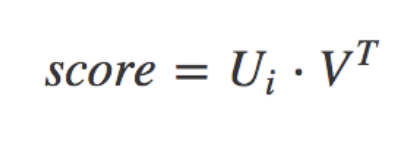 score = U_i · V^T